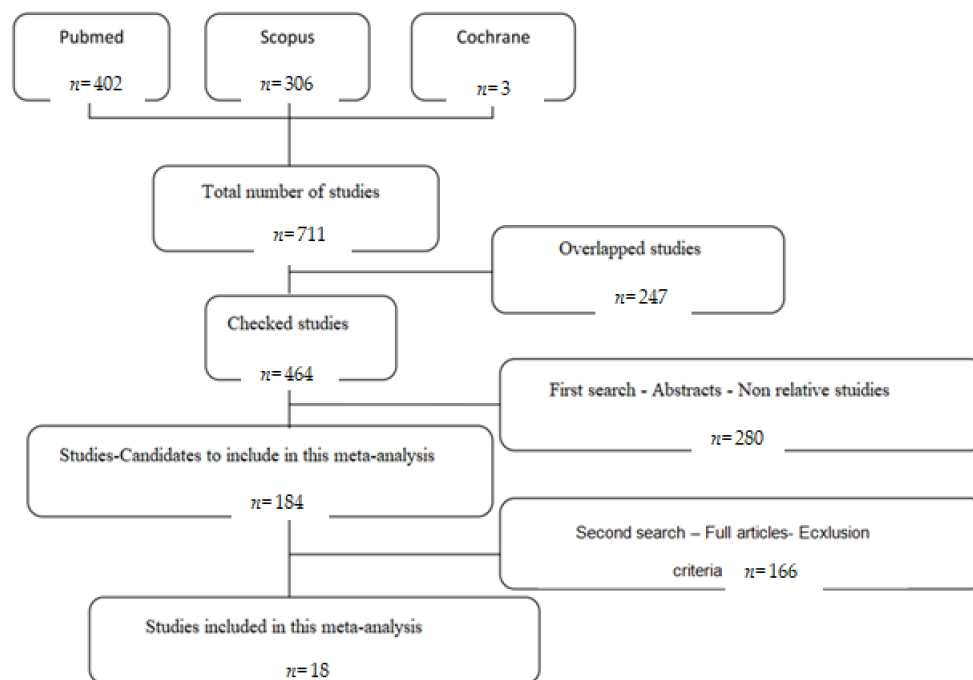 Pubmed
n=402
Scopus
n=306
Cochrane
n=3
Total number of studies
n=711
Overlapped studies
n=247
Checked studies
n=464
First search - Abstracts - Non relative stuidies
n=280
Studies-Candidates to include in this meta-analysis
n=184
Second search – Full articles- Ecxlusion
criteria n=166
Studies included in this meta-analysis
n=18